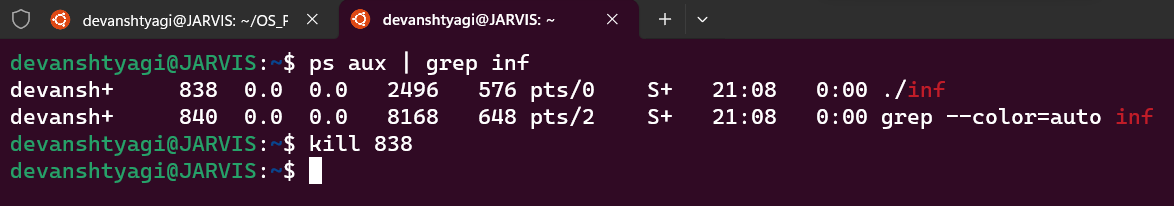 devanshtyagi@JARVIS: ~/OS_F
devanshtyagi@JARVIS: ~
devanshtyagi@JARVIS:~$ ps aux | grep inf
devansh+     838  0.0  0.0   2496   576 pts/0    S+   21:08   0:00 ./inf
devansh+     840  0.0  0.0   8168   648 pts/2    S+   21:08   0:00 grep --color=auto inf
devanshtyagi@JARVIS:~$ kill 838
devanshtyagi@JARVIS:~$